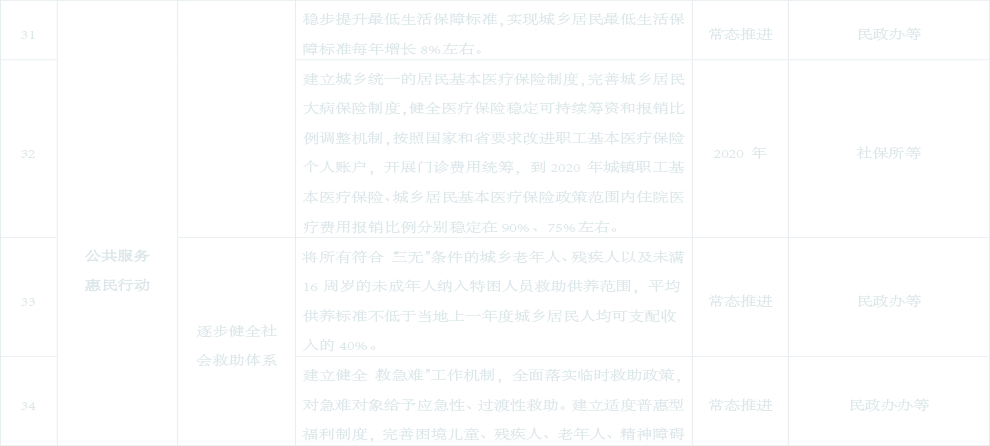 31
稳步提升最低生活保障标准,实现城乡居民最低生活保
障标准每年增长 8%左右。
常态推进
民政办等
32
建立城乡统一的居民基本医疗保险制度,完善城乡居民
大病保险制度,健全医疗保险稳定可持续筹资和报销比
例调整机制,按照国家和省要求改进职工基本医疗保险
个人账户，开展门诊费用统筹，到 2020 年城镇职工基
本医疗保险、城乡居民基本医疗保险政策范围内住院医
疗费用报销比例分别稳定在 90%、75%左右。
2020 年
社保所等
公共服务
惠民行动
33
逐步健全社
会救助体系
将所有符合“三无”条件的城乡老年人、残疾人以及未满
16 周岁的未成年人纳入特困人员救助供养范围，平均
供养标准不低于当地上一年度城乡居民人均可支配收
入的 40%。
常态推进
民政办等
34
建立健全“救急难”工作机制，全面落实临时救助政策，
对急难对象给予应急性、过渡性救助。建立适度普惠型
福利制度，完善困境儿童、残疾人、老年人、精神障碍
常态推进
民政办办等